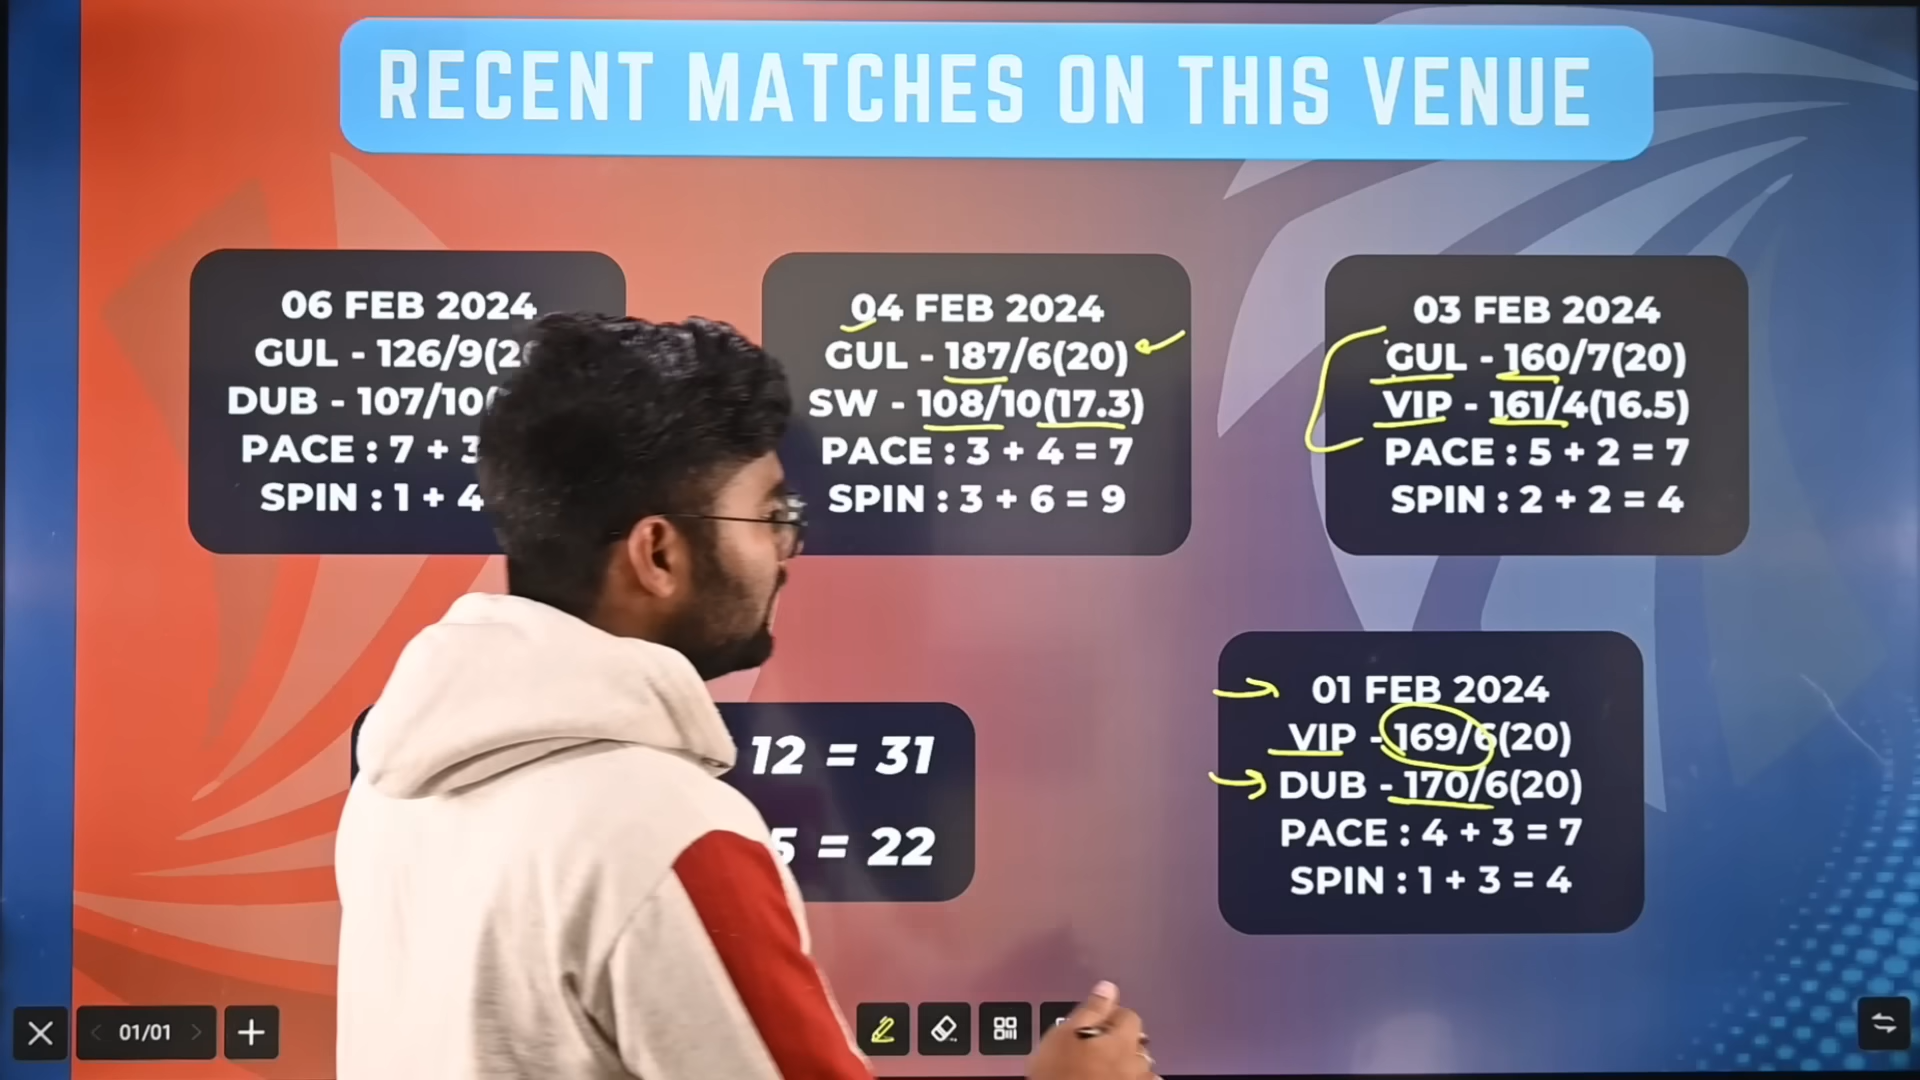 RECENT MATCHES ON THIS VENUE
06 FEB 2024
GUL - 126/9(2
DUB - 107/10(
PACE : 7 + 3
SPIN : 1 + 4
04 FEB 2024
GUL - 187/6(20)
SW - 108/10(17.3)
PACE : 3 + 4 = 7
SPIN : 3 + 6 = 9
03 FEB 2024
GUL - 160/7(20)
VIP - 161/4(16.5)
PACE : 5 + 2 = 7
SPIN : 2 + 2 = 4
12 = 31
5 = 22
01 FEB 2024
VIP - 169/6(20)
DUB - 170/6(20)
PACE : 4 + 3 = 7
SPIN : 1 + 3 = 4
01/01